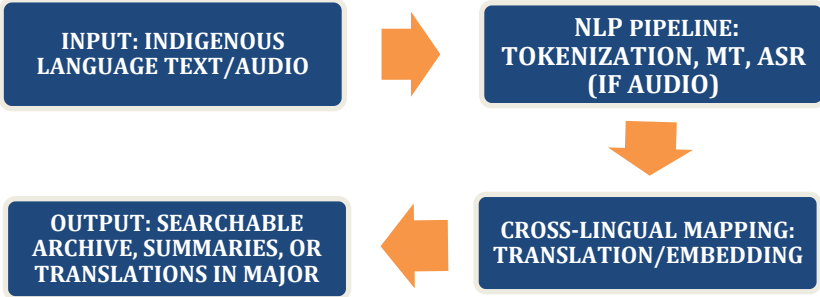 INPUT: INDIGENOUS
LANGUAGE TEXT/AUDIO
NLP PIPELINE:
TOKENIZATION, MT, ASR
(IF AUDIO)
CROSS-LINGUAL MAPPING:
TRANSLATION/EMBEDDING
OUTPUT: SEARCHABLE
ARCHIVE, SUMMARIES, OR
TRANSLATIONS IN MAJOR